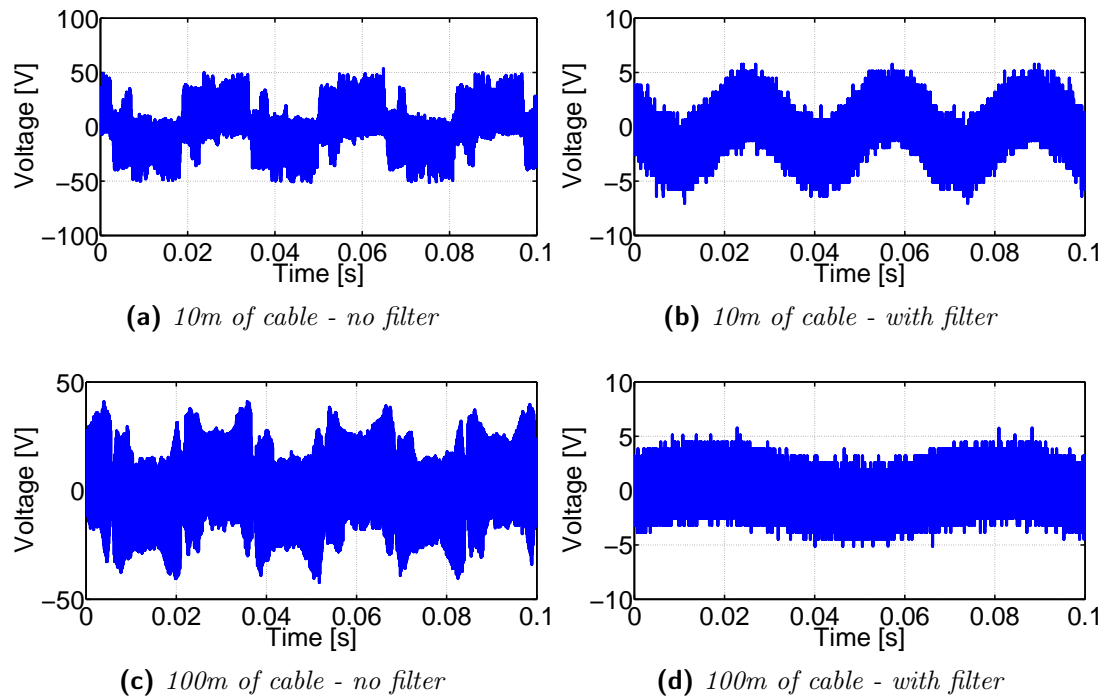 100
50
0
−50
−100
Voltage [V]
0 0.02 0.04 0.06 0.08 0.1
Time [s]
(a) 10m of cable - no filter
10
5
0
−5
−10
Voltage [V]
0 0.02 0.04 0.06 0.08 0.1
Time [s]
(b) 10m of cable - with filter
50
0
−50
Voltage [V]
0 0.02 0.04 0.06 0.08 0.1
Time [s]
(c) 100m of cable - no filter
10
5
0
−5
−10
Voltage [V]
0 0.02 0.04 0.06 0.08 0.1
Time [s]
(d) 100m of cable - with filter